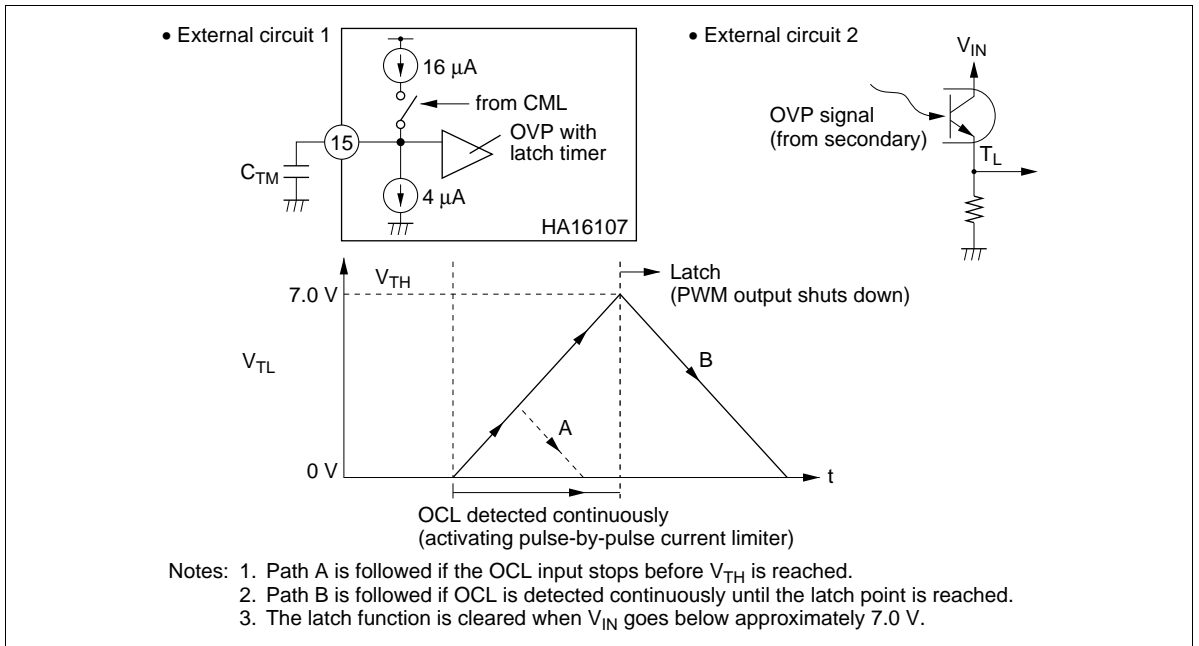 • External circuit 1
16 μA
from CML
OVP with
latch timer
15
C_TM
4 μA
HA16107
• External circuit 2
V_IN
OVP signal
(from secondary)
T_L
V_TH
7.0 V
Latch
(PWM output shuts down)
V_TL
B
A
0 V
t
OCL detected continuously
(activating pulse-by-pulse current limiter)
Notes: 1. Path A is followed if the OCL input stops before V_TH is reached.
2. Path B is followed if OCL is detected continuously until the latch point is reached.
3. The latch function is cleared when V_IN goes below approximately 7.0 V.